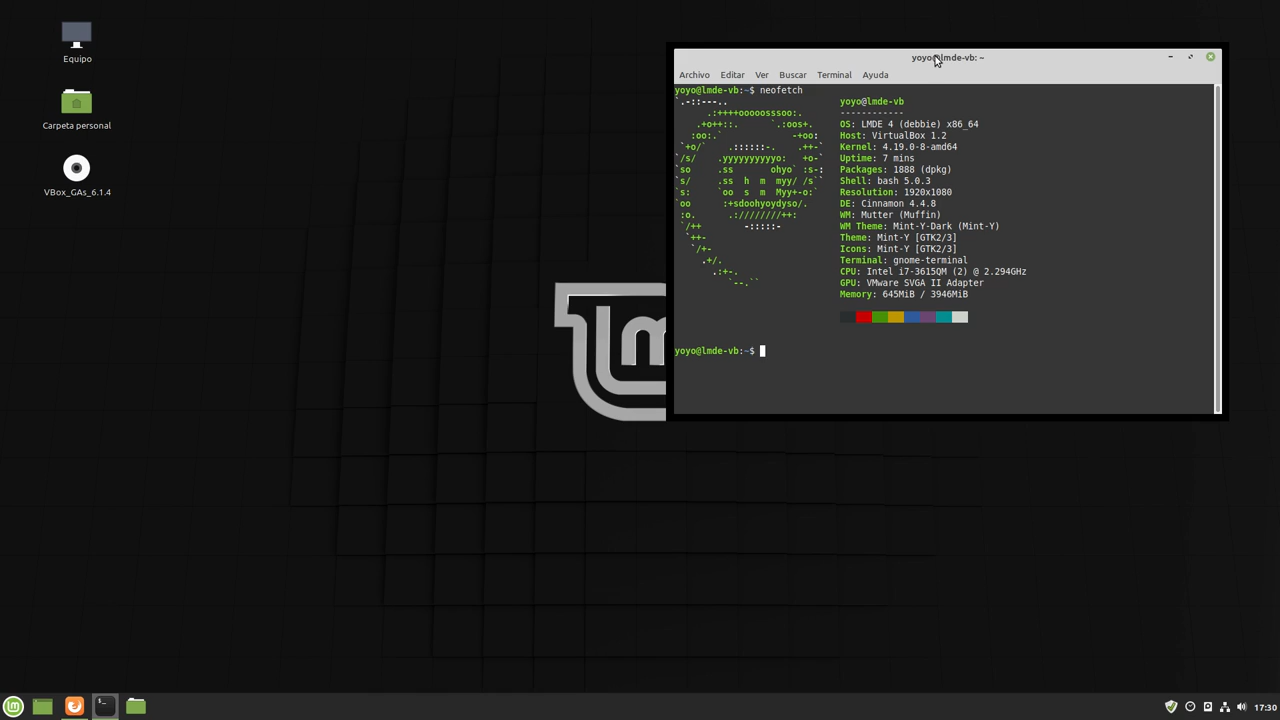 Equipo
Carpeta personal
VBox_GAs_6.1.4
yoyo@lmde-vb: ~
Archivo Editar Ver Buscar Terminal Ayuda
yoyo@lmde-vb:~$ neofetch
yoyo@lmde-vb
------------
OS: LMDE 4 (debbie) x86_64
Host: VirtualBox 1.2
Kernel: 4.19.0-8-amd64
Uptime: 7 mins
Packages: 1888 (dpkg)
Shell: bash 5.0.3
Resolution: 1920x1080
DE: Cinnamon 4.4.8
WM: Mutter (Muffin)
WM Theme: Mint-Y-Dark (Mint-Y)
Theme: Mint-Y [GTK2/3]
Icons: Mint-Y [GTK2/3]
Terminal: gnome-terminal
CPU: Intel i7-3615QM (2) @ 2.294GHz
GPU: VMware SVGA II Adapter
Memory: 645MiB / 3946MiB
yoyo@lmde-vb:~$
17:30